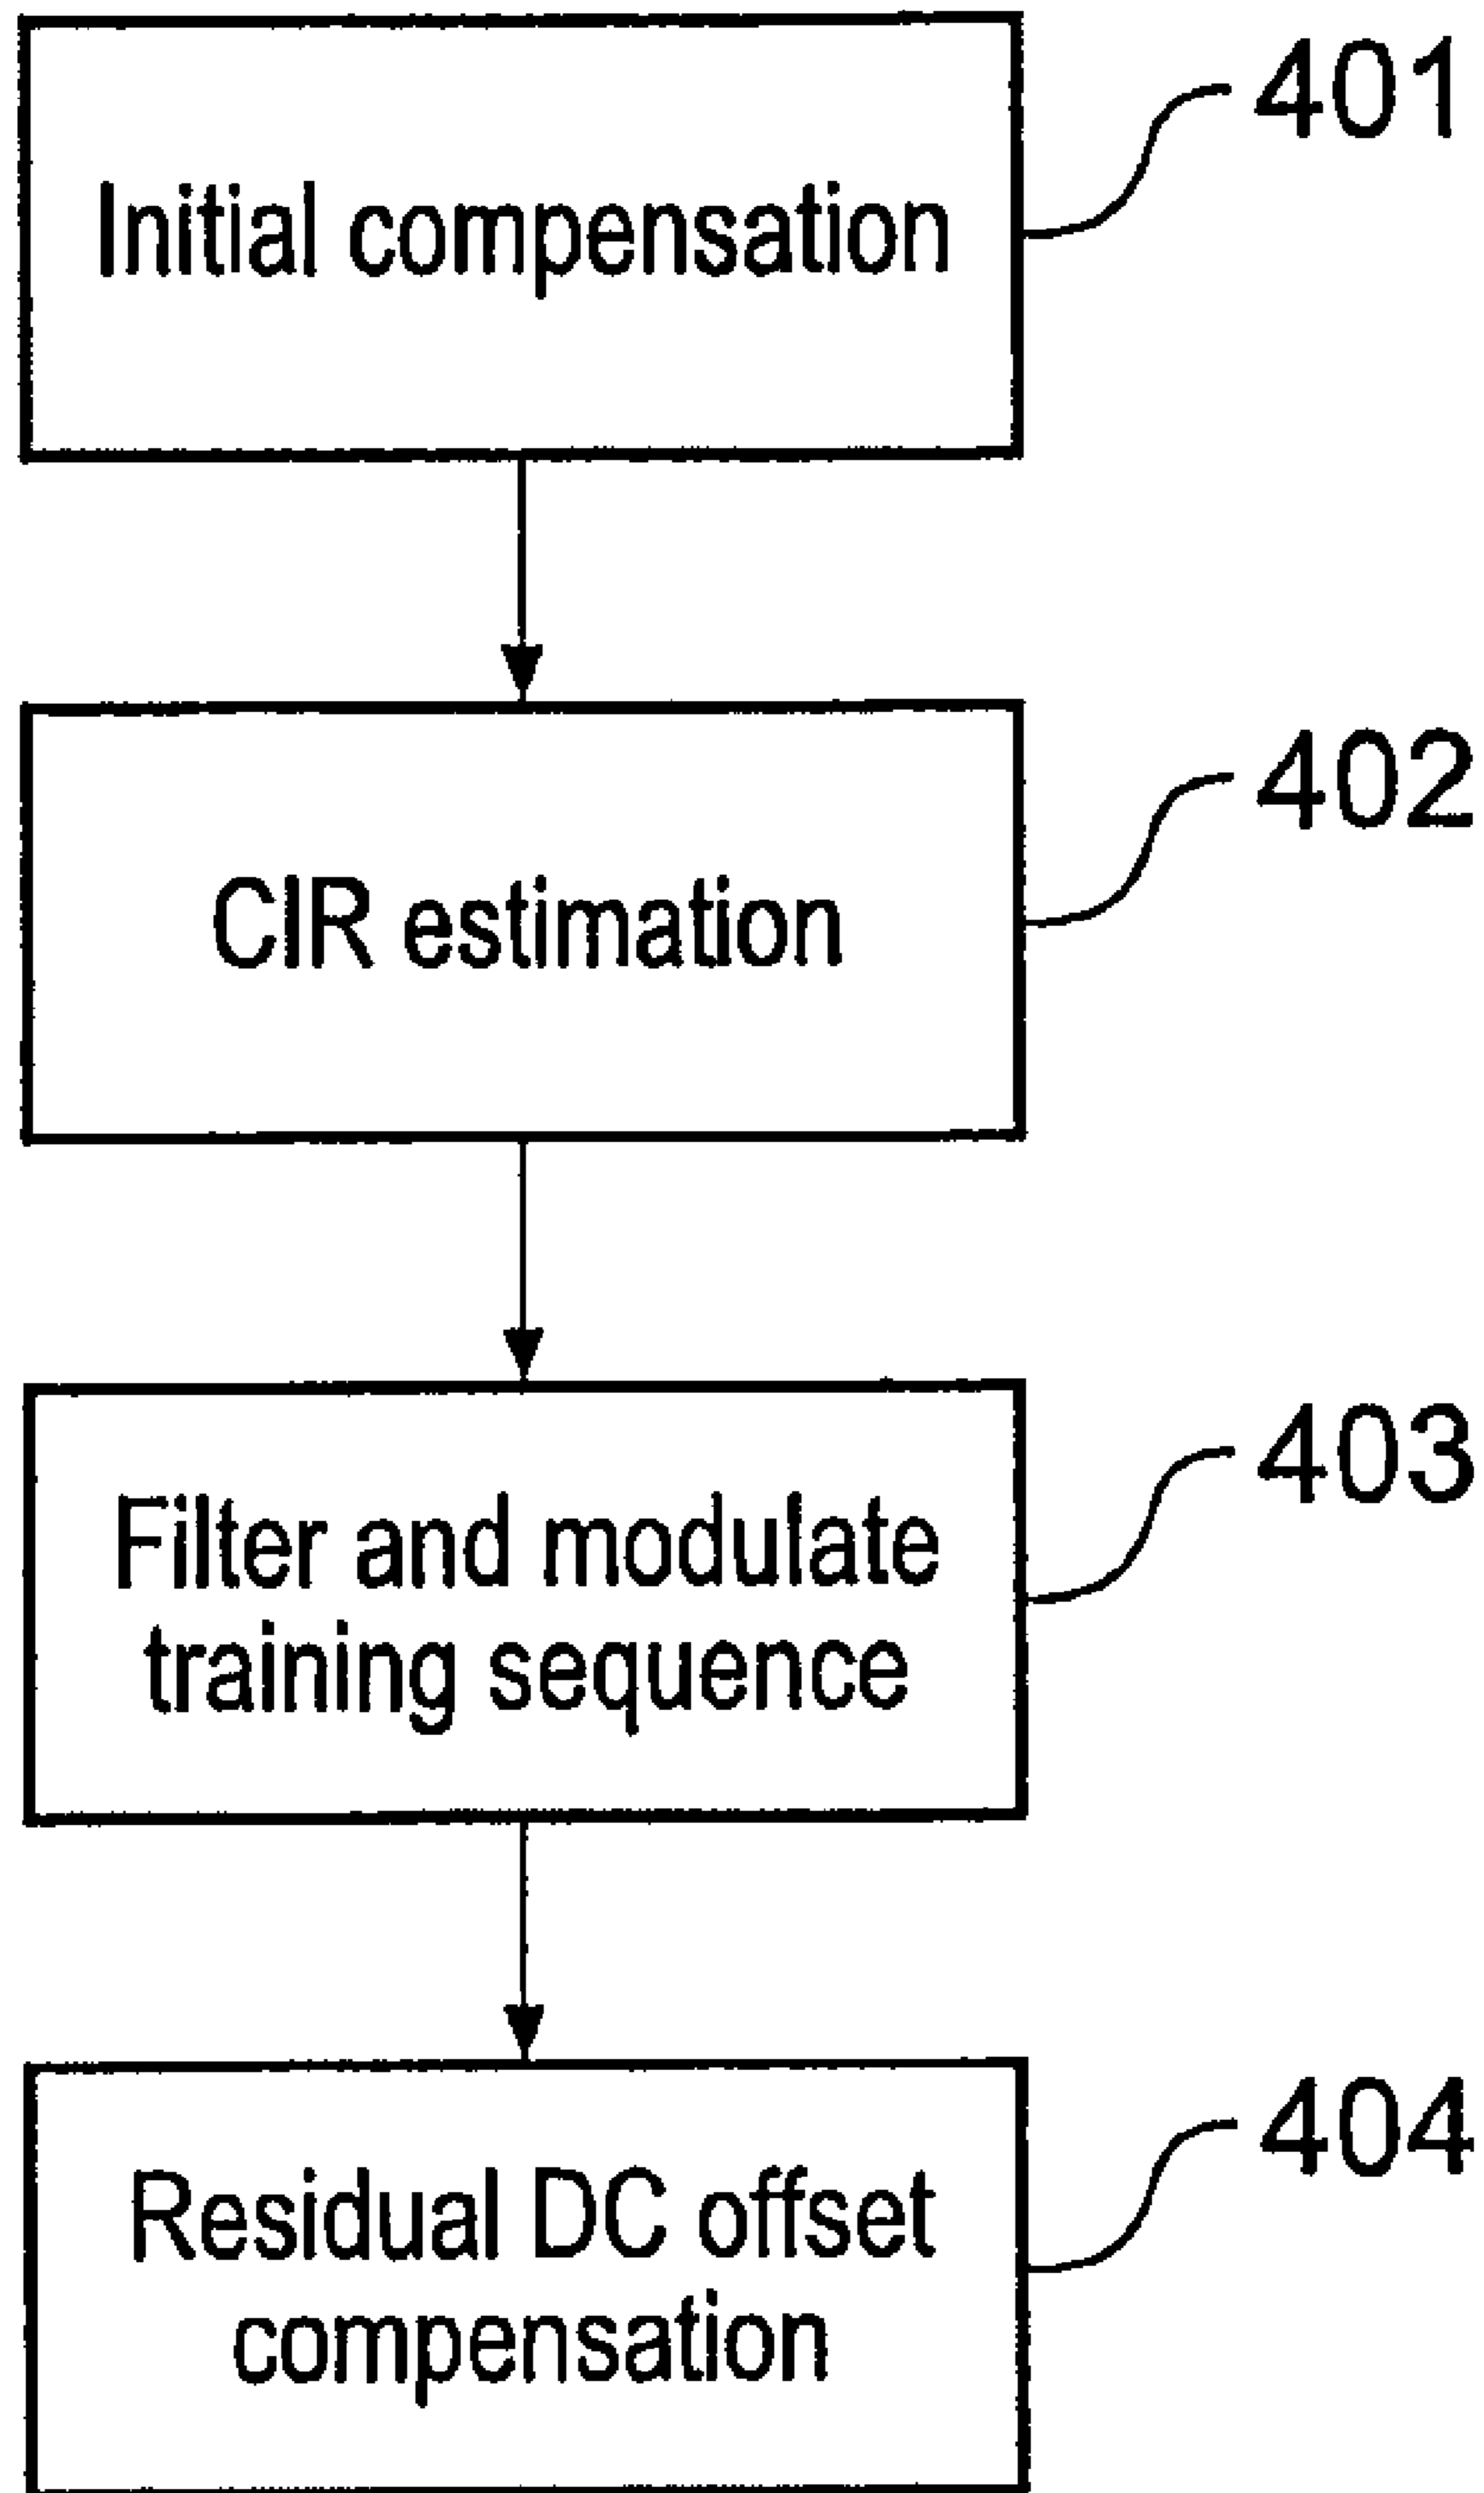 401
Initial compensation
402
CIR estimation
403
Filter and modulate
training sequence
404
Residual DC offset
compensation